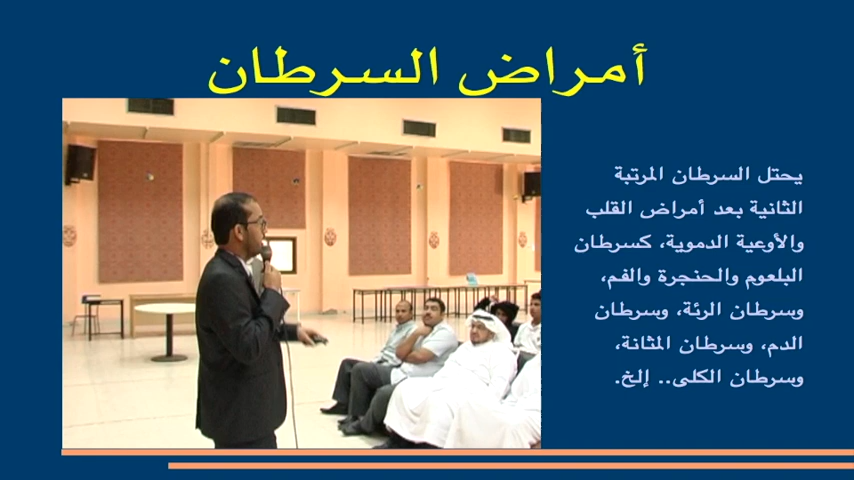 أمراض السرطان
يحتل السرطان المرتبة
الثانية بعد أمراض القلب
والأوعية الدموية، كسرطان
البلعوم والحنجرة والفم،
وسرطان الرئة، وسرطان
الدم، وسرطان المثانة،
وسرطان الكلى.. إلخ.